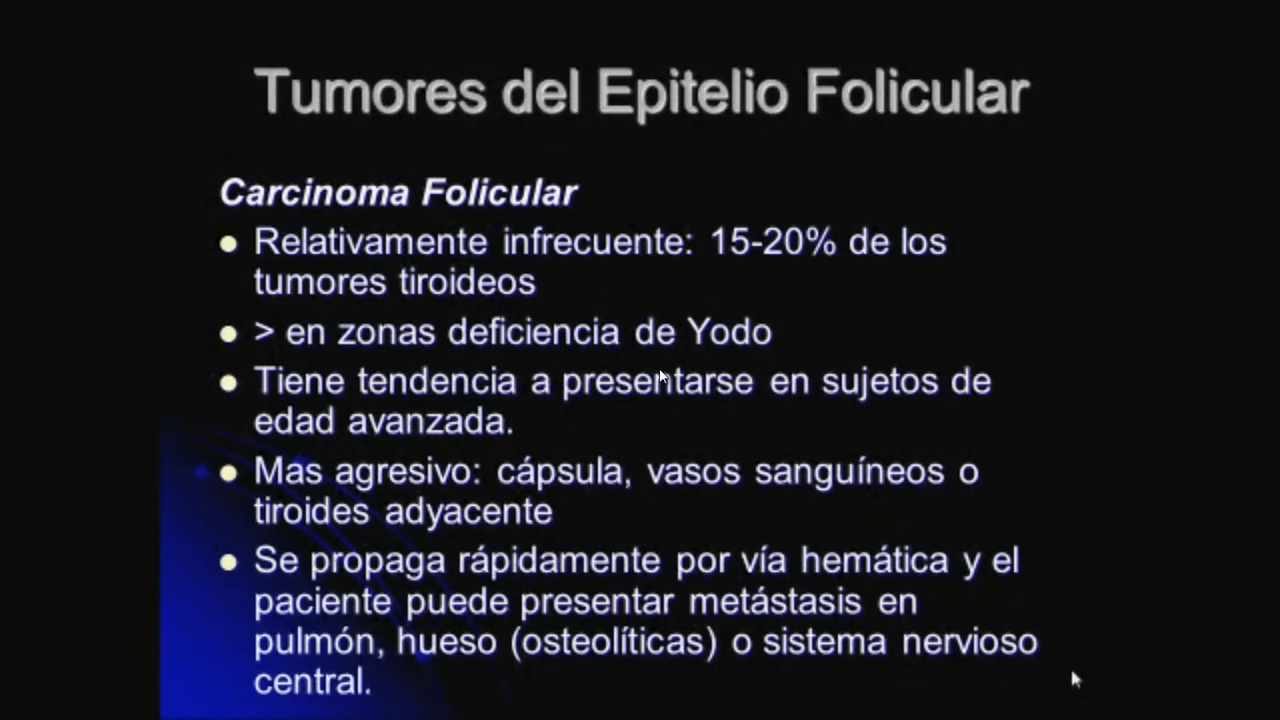 Tumores del Epitelio Folicular
Carcinoma Folicular
Relativamente infrecuente: 15-20% de los
tumores tiroideos
> en zonas deficiencia de Yodo
Tiene tendencia a presentarse en sujetos de
edad avanzada.
Mas agresivo: cápsula, vasos sanguíneos o
tiroides adyacente
Se propaga rápidamente por vía hemática y el
paciente puede presentar metástasis en
pulmón, hueso (osteolíticas) o sistema nervioso
central.